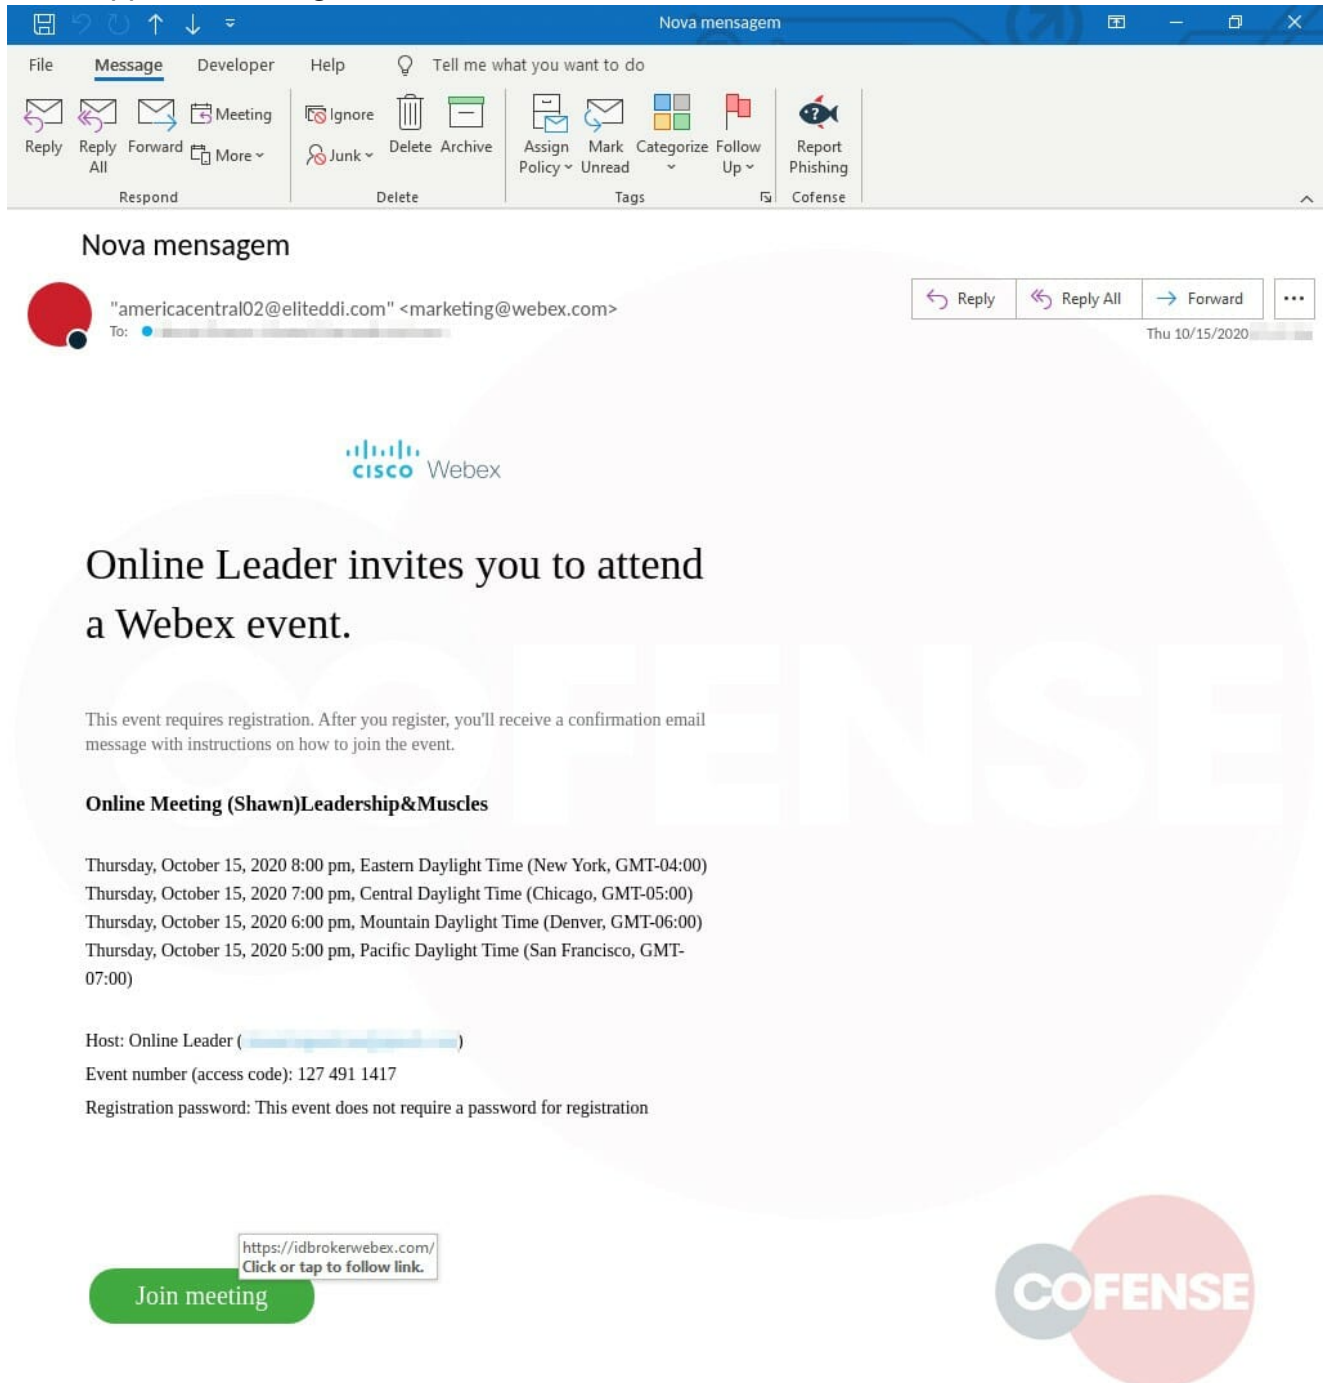 Nova mensagem
File Message Developer Help Tell me what you want to do
Reply Reply All Forward Meeting More Ignore Junk Delete Archive Assign Policy Mark Unread Categorize Follow Up Report Phishing
Respond Delete Tags Cofense
Nova mensagem
"americacentral02@eliteddi.com" <marketing@webex.com>
Reply Reply All Forward
To:
Thu 10/15/2020
CISCO Webex
Online Leader invites you to attend
a Webex event.
This event requires registration. After you register, you'll receive a confirmation email
message with instructions on how to join the event.
Online Meeting (Shawn)Leadership&Muscles
Thursday, October 15, 2020 8:00 pm, Eastern Daylight Time (New York, GMT-04:00)
Thursday, October 15, 2020 7:00 pm, Central Daylight Time (Chicago, GMT-05:00)
Thursday, October 15, 2020 6:00 pm, Mountain Daylight Time (Denver, GMT-06:00)
Thursday, October 15, 2020 5:00 pm, Pacific Daylight Time (San Francisco, GMT-
07:00)
Host: Online Leader ( )
Event number (access code): 127 491 1417
Registration password: This event does not require a password for registration
https://idbrokerwebex.com/
Click or tap to follow link.
Join meeting
COFENSE
COFENSE